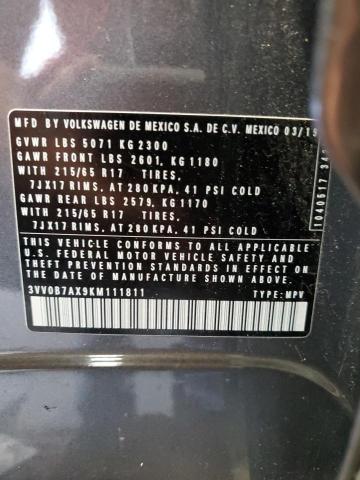 MFD BY VOLKSWAGEN DE MEXICO S.A. DE C.V. MEXICO 03/19
GVWR LBS 5071 KG 2300
GAWR FRONT LBS 2601, KG 1180
WITH 215/65 R17 TIRES,
7JX17 RIMS, AT 280 KPA, 41 PSI COLD
GAWR REAR LBS 2579, KG 1170
WITH 215/65 R17 TIRES,
7JX17 RIMS, AT 280 KPA, 41 PSI COLD
THIS VEHICLE CONFORMS TO ALL APPLICABLE
U.S. FEDERAL MOTOR VEHICLE SAFETY AND
THEFT PREVENTION STANDARDS IN EFFECT ON
THE DATE OF MANUFACTURE SHOWN ABOVE.
3VV0B7AX9KM111811 TYPE: MPV
1040517